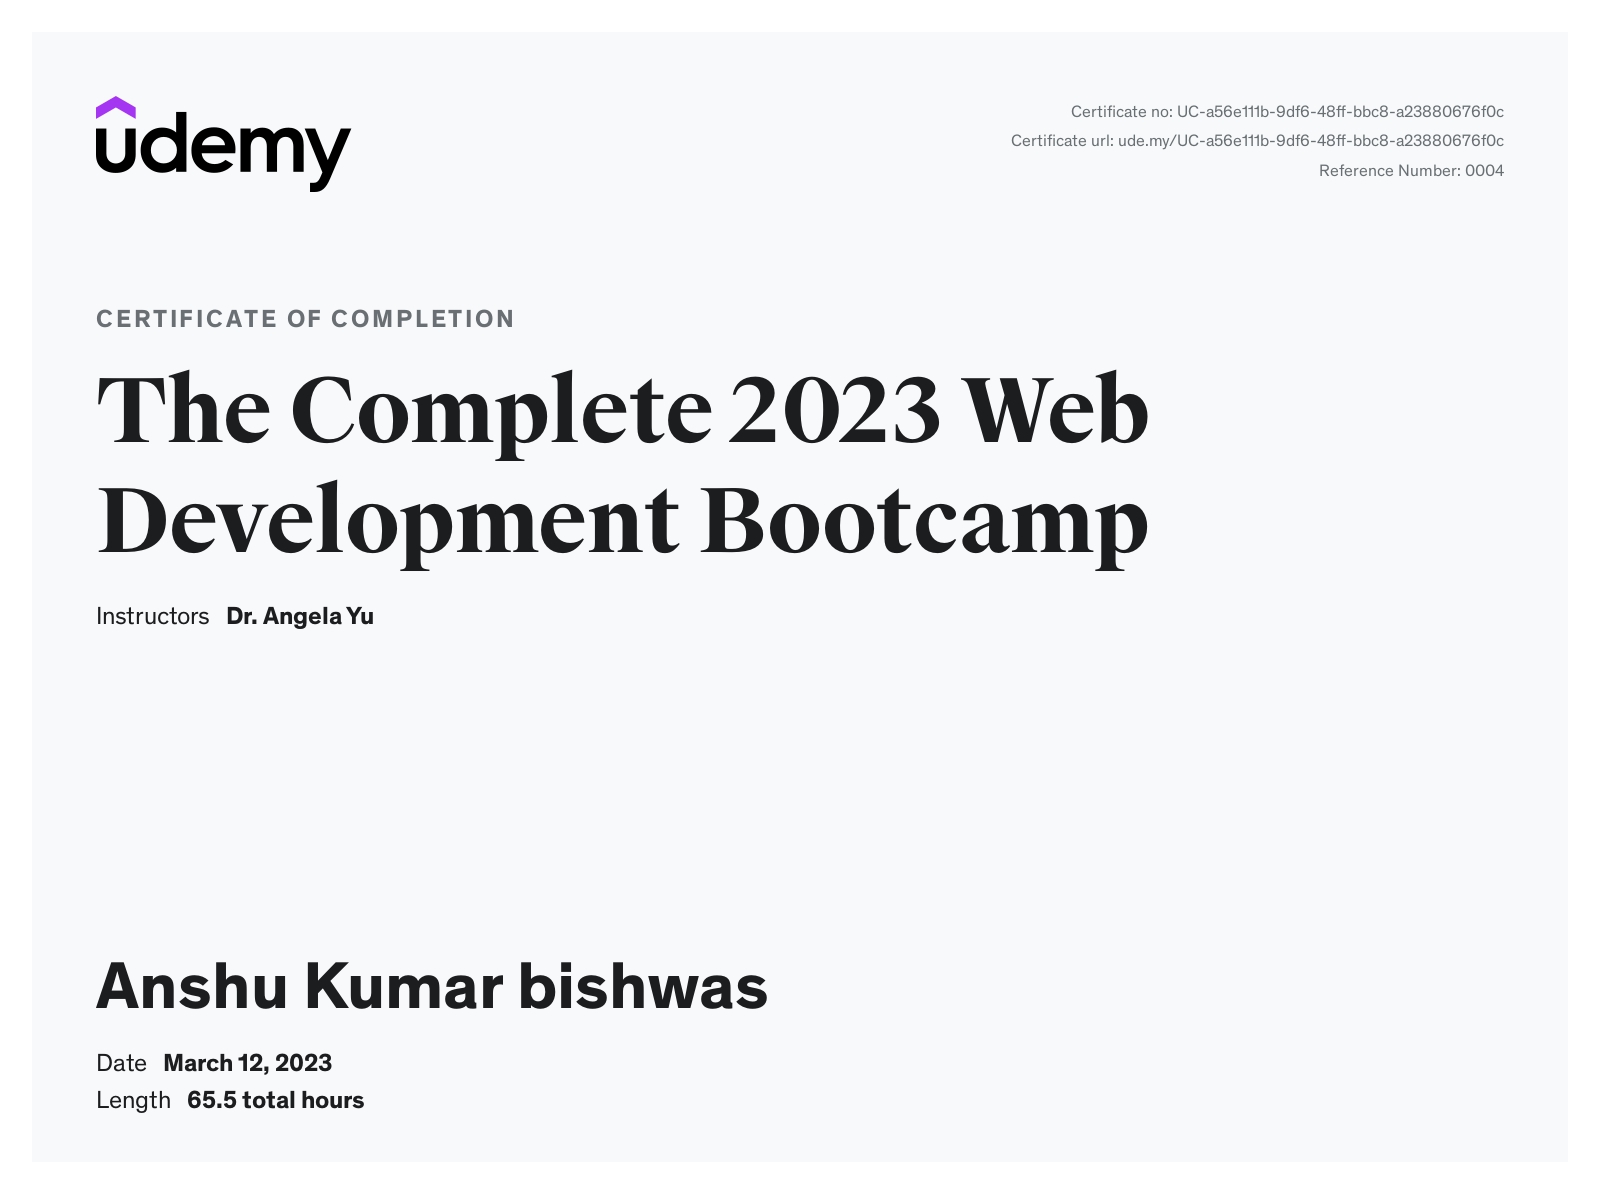 udemy
Certificate no: UC-a56e111b-9df6-48ff-bbc8-a23880676f0c
Certificate url: ude.my/UC-a56e111b-9df6-48ff-bbc8-a23880676f0c
Reference Number: 0004
CERTIFICATE OF COMPLETION
The Complete 2023 Web
Development Bootcamp
Instructors Dr. Angela Yu
Anshu Kumar bishwas
Date March 12, 2023
Length 65.5 total hours